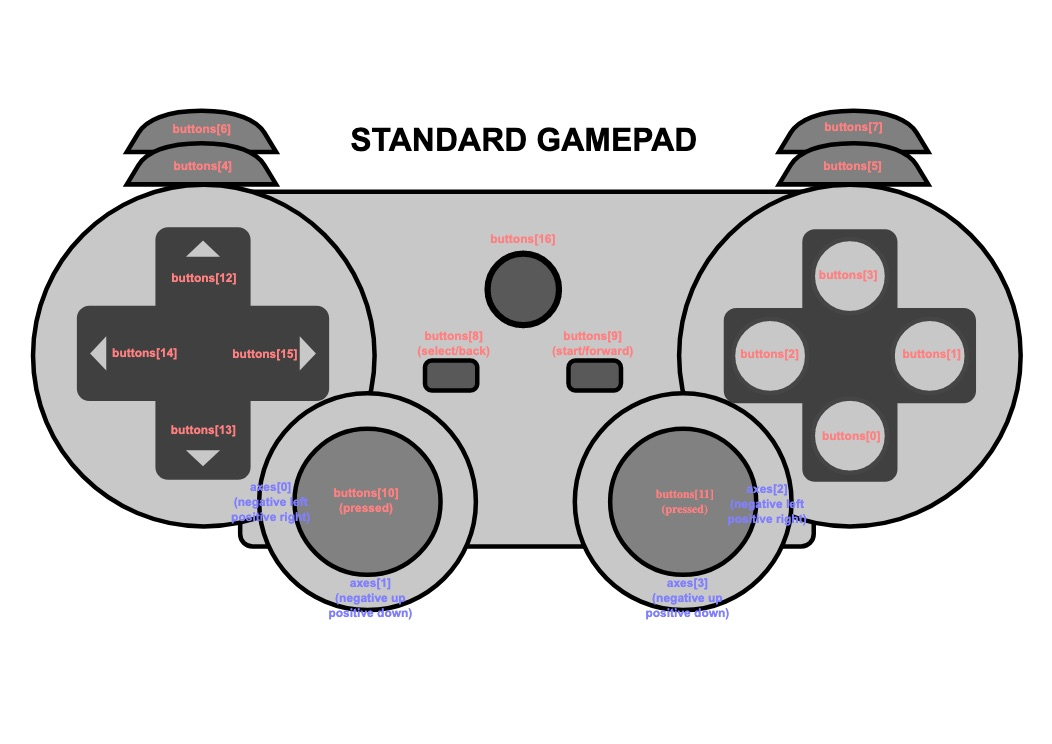 buttons[6]
buttons[4]
STANDARD GAMEPAD
buttons[7]
buttons[5]
buttons[16]
buttons[12]
buttons[14]
buttons[15]
buttons[13]
buttons[8]
(select/back)
buttons[9]
(start/forward)
buttons[3]
buttons[2]
buttons[1]
buttons[0]
axes[0]
(negative left
positive right)
buttons[10]
(pressed)
axes[1]
(negative up
positive down)
buttons[11]
(pressed)
axes[2]
(negative left
positive right)
axes[3]
(negative up
positive down)